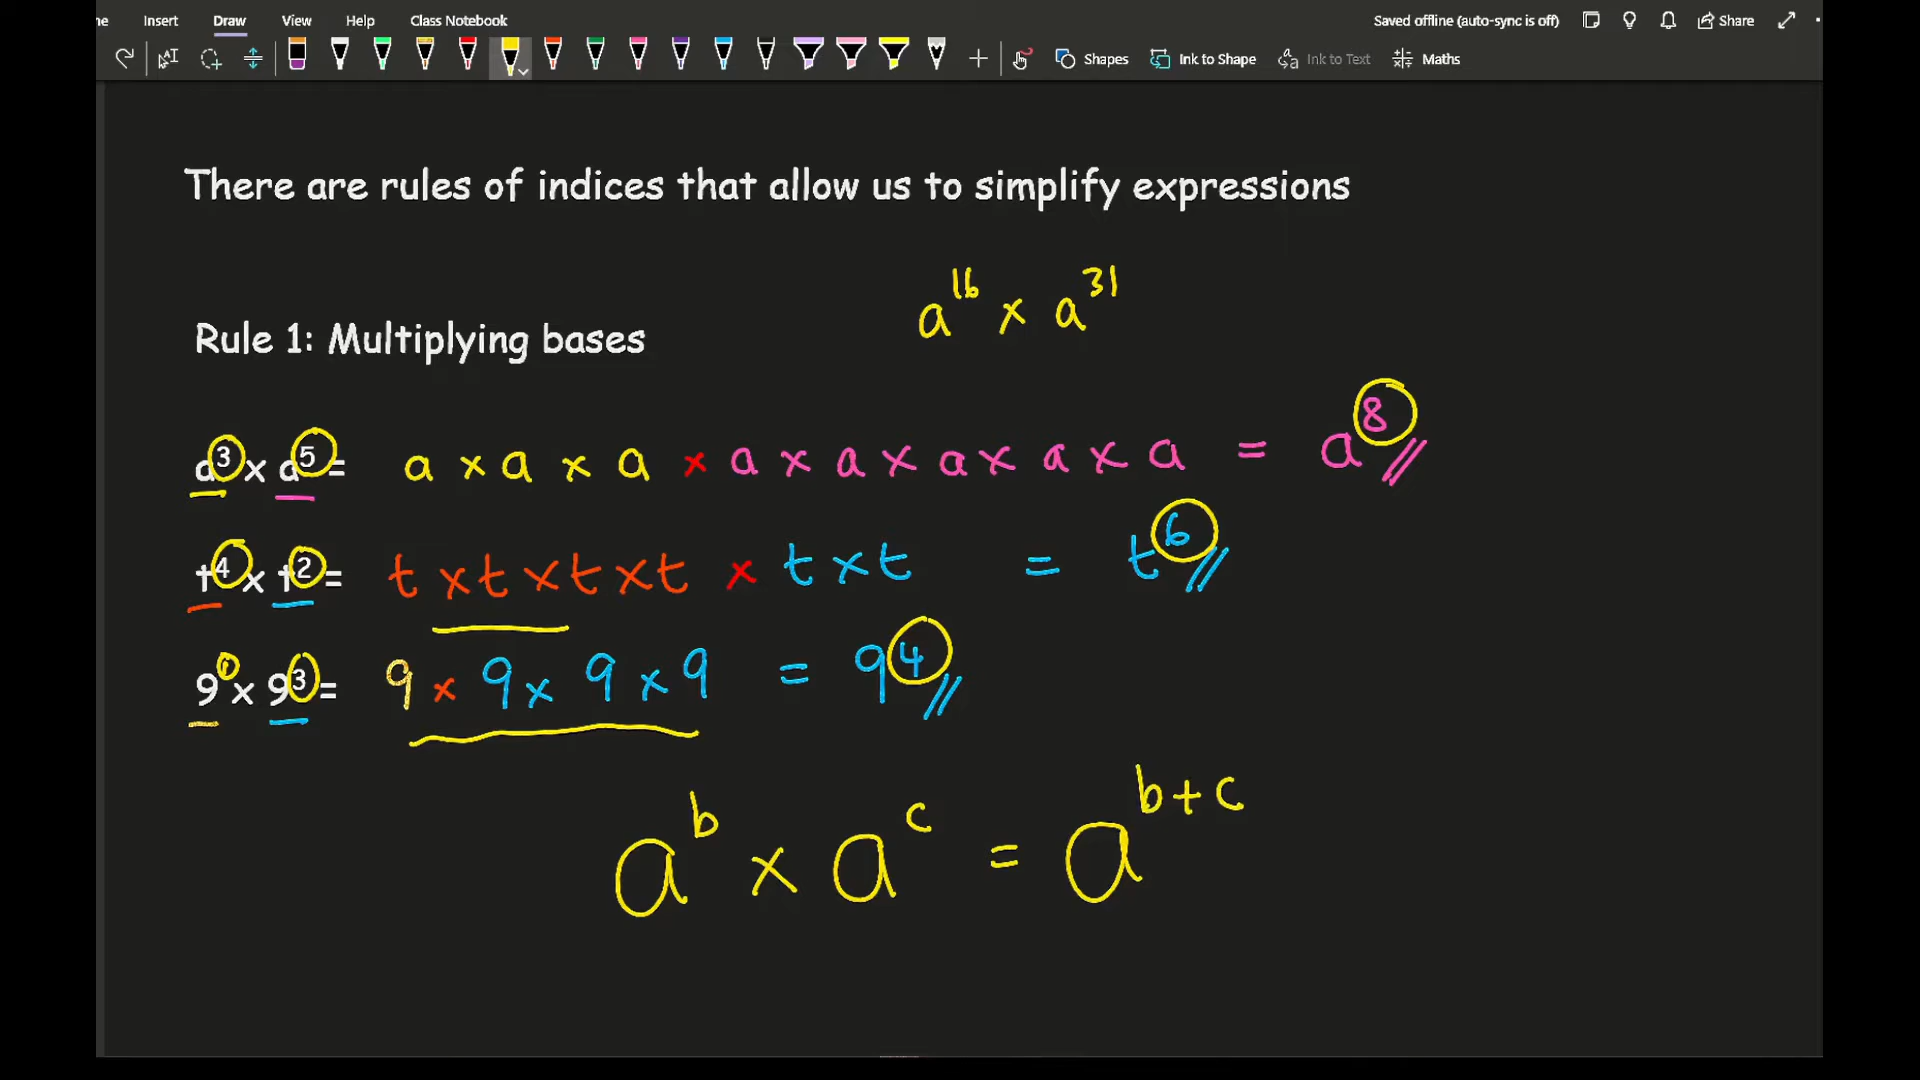 Insert Draw View Help Class Notebook Saved offline (auto-sync is off) Share
Shapes Ink to Shape Ink to Text Maths
There are rules of indices that allow us to simplify expressions
a¹⁶ × a³¹
Rule 1: Multiplying bases
a³ x a⁵ = a × a × a × a × a × a × a × a = a⁸
t⁴ x t² = t × t × t × t × t × t = t⁶
9¹ x 9³ = 9 × 9 × 9 × 9 = 9⁴
aᵇ × aᶜ = aᵇ⁺ᶜ